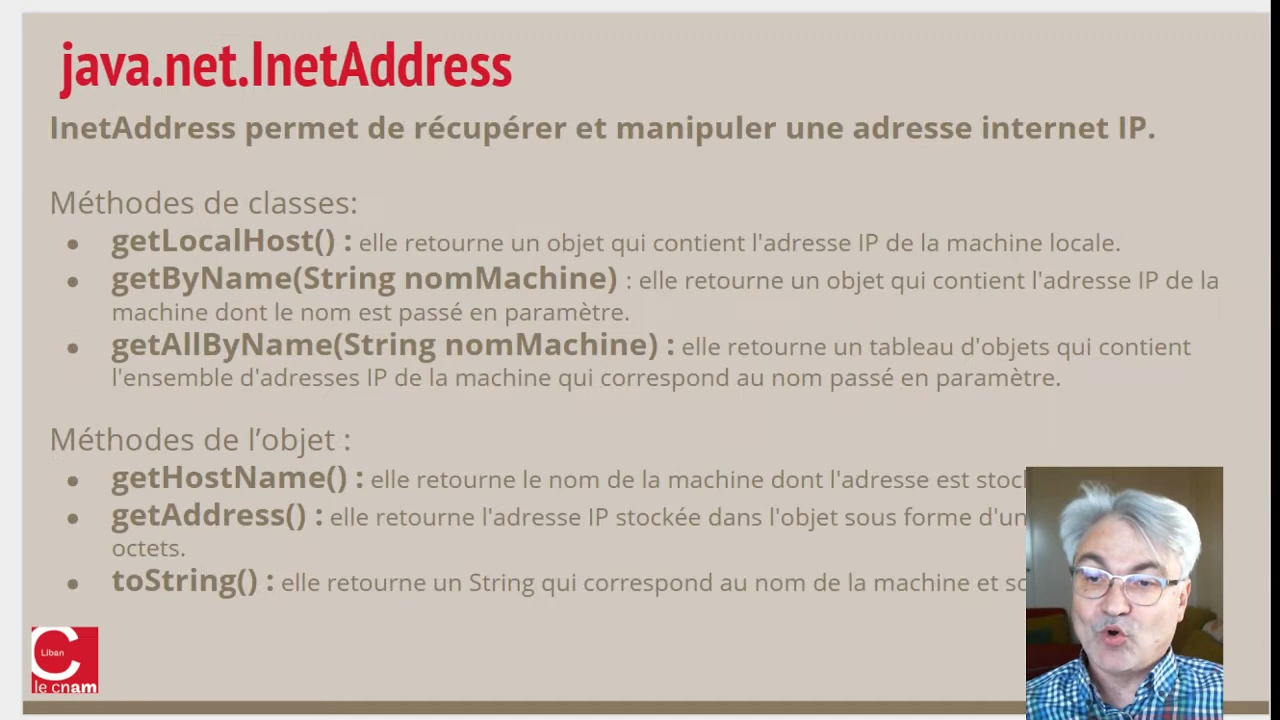 java.net.InetAddress
InetAddress permet de récupérer et manipuler une adresse internet IP.
Méthodes de classes:
● getLocalHost() : elle retourne un objet qui contient l'adresse IP de la machine locale.
● getByName(String nomMachine) : elle retourne un objet qui contient l'adresse IP de la
machine dont le nom est passé en paramètre.
● getAllByName(String nomMachine) : elle retourne un tableau d'objets qui contient
l'ensemble d'adresses IP de la machine qui correspond au nom passé en paramètre.
Méthodes de l’objet :
● getHostName() : elle retourne le nom de la machine dont l'adresse est
● getAddress() : elle retourne l'adresse IP stockée dans l'objet sous forme
octets.
● toString() : elle retourne un String qui correspond au nom de la machine et
Liban
le cnam